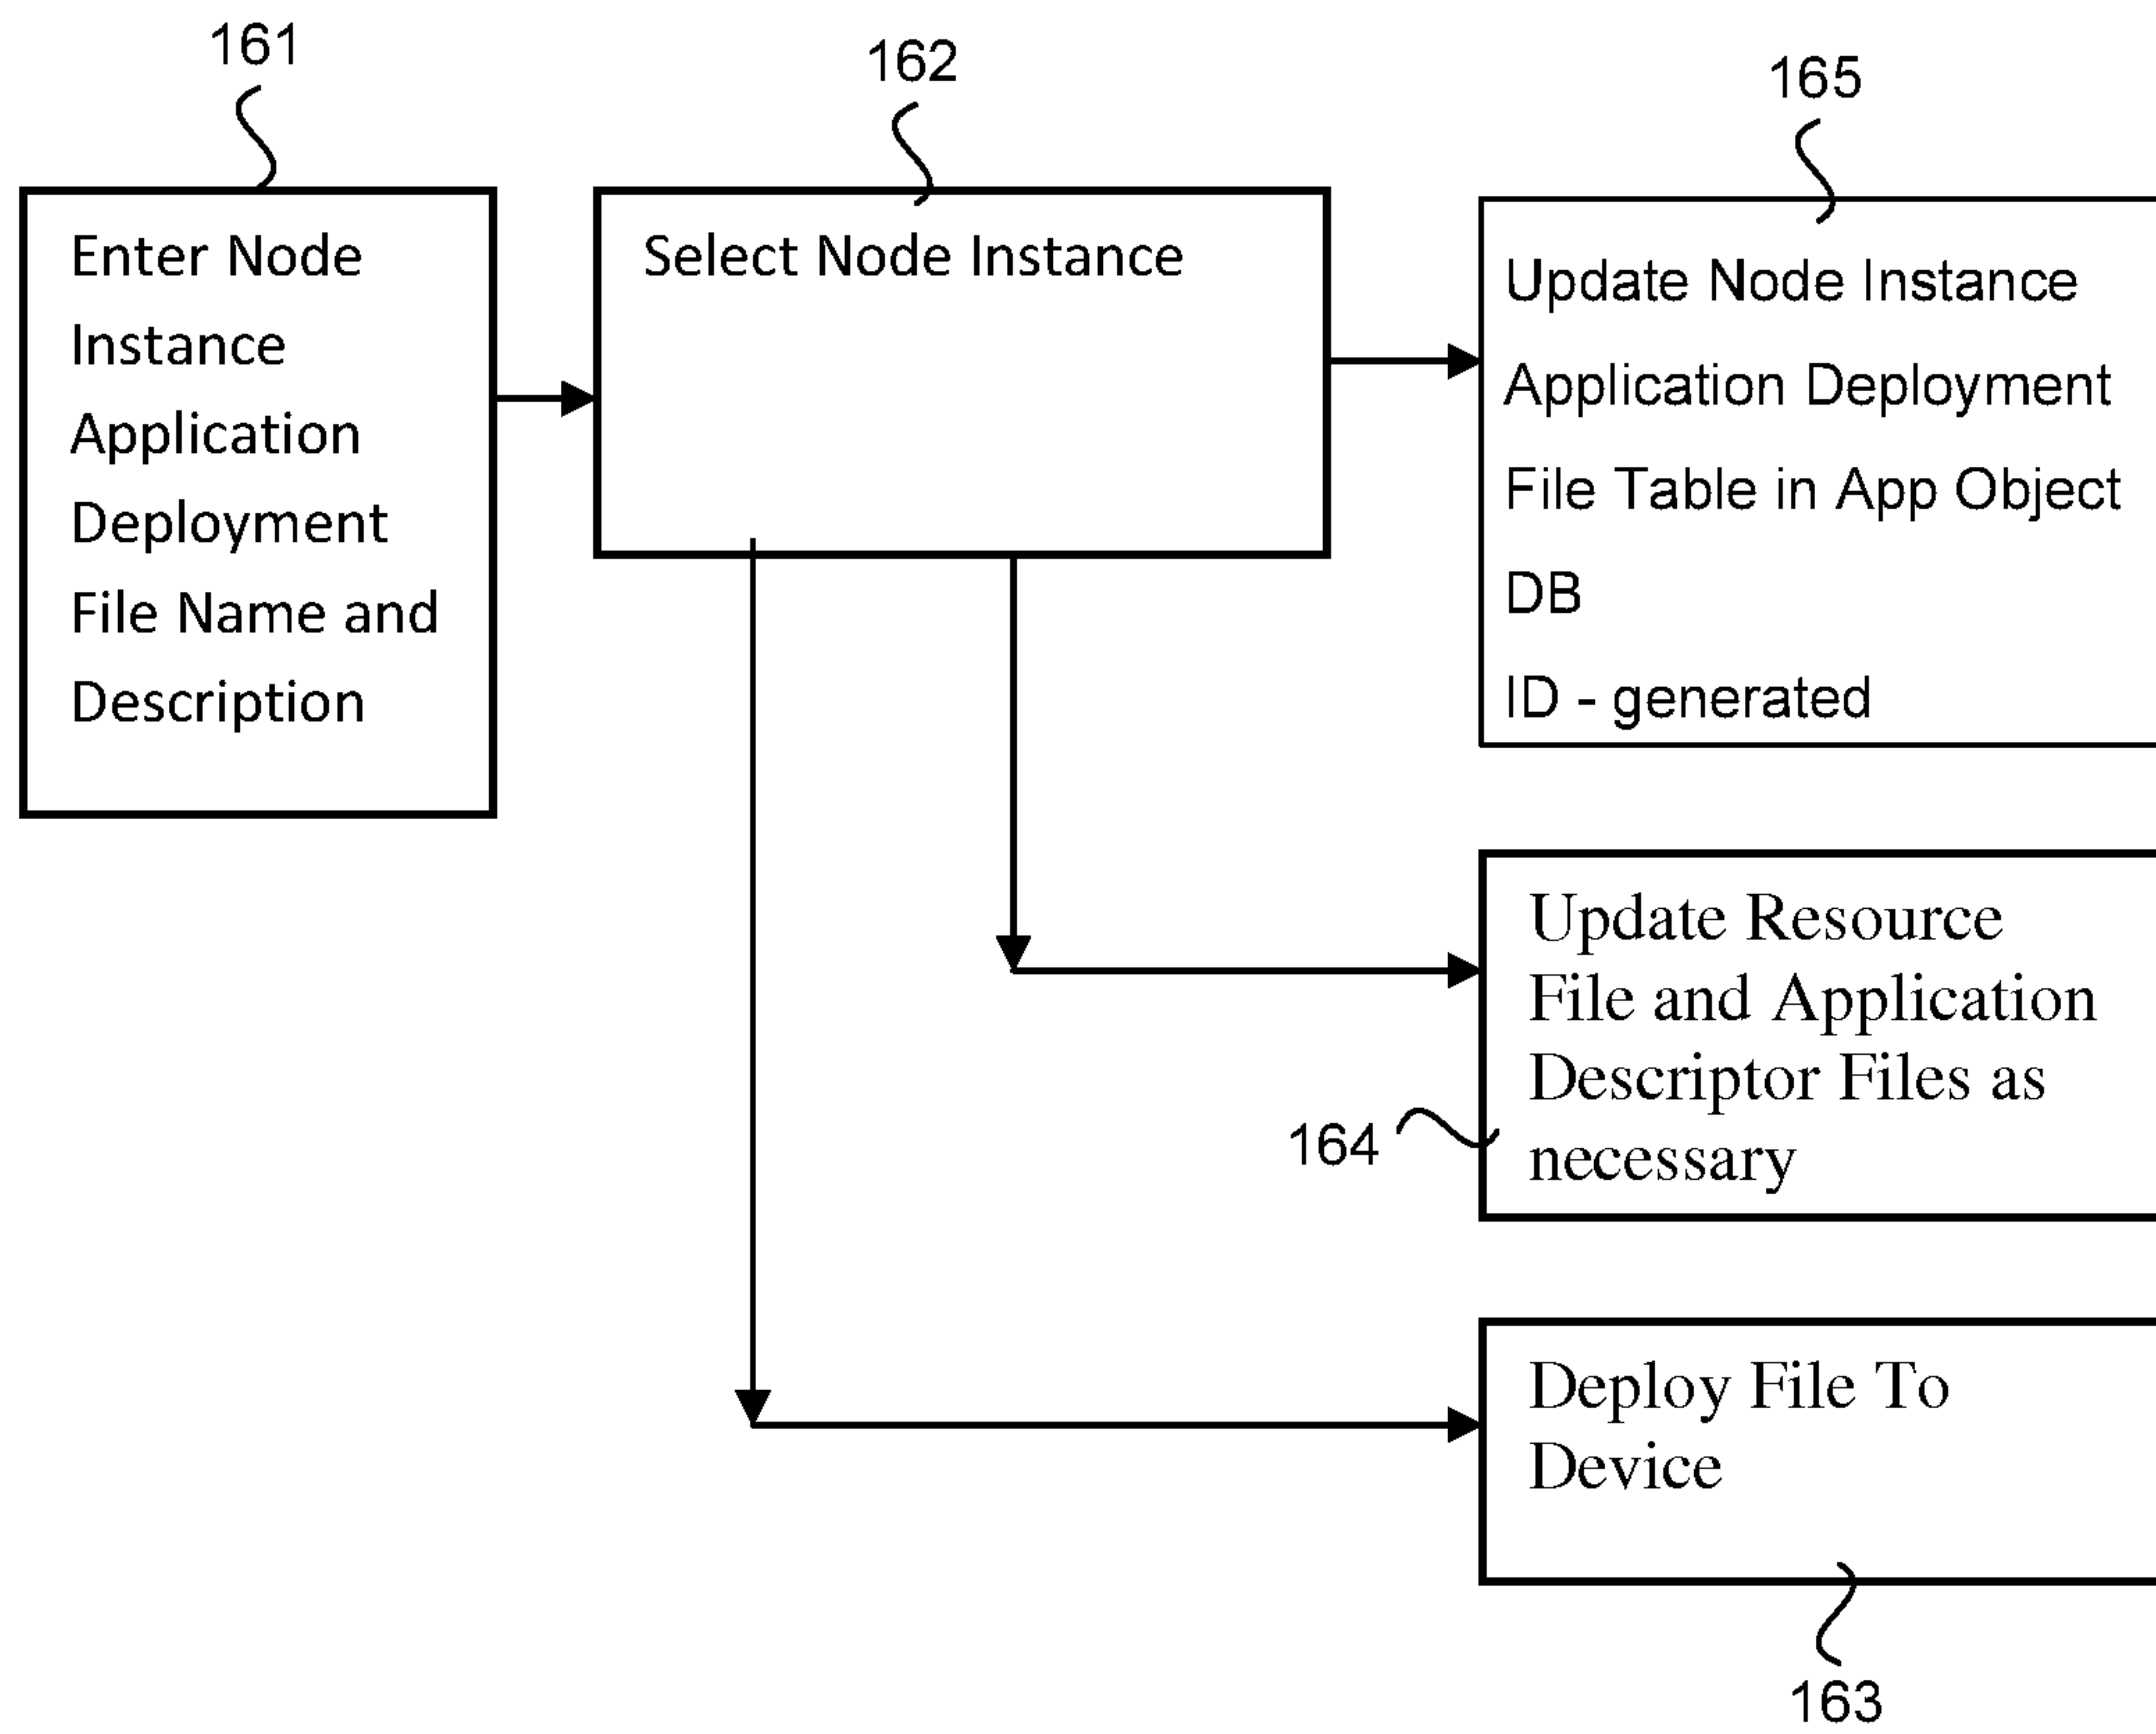 161
Enter Node
Instance
Application
Deployment
File Name and
Description
162
Select Node Instance
165
Update Node Instance
Application Deployment
File Table in App Object
DB
ID - generated
164
Update Resource
File and Application
Descriptor Files as
necessary
Deploy File To
Device
163